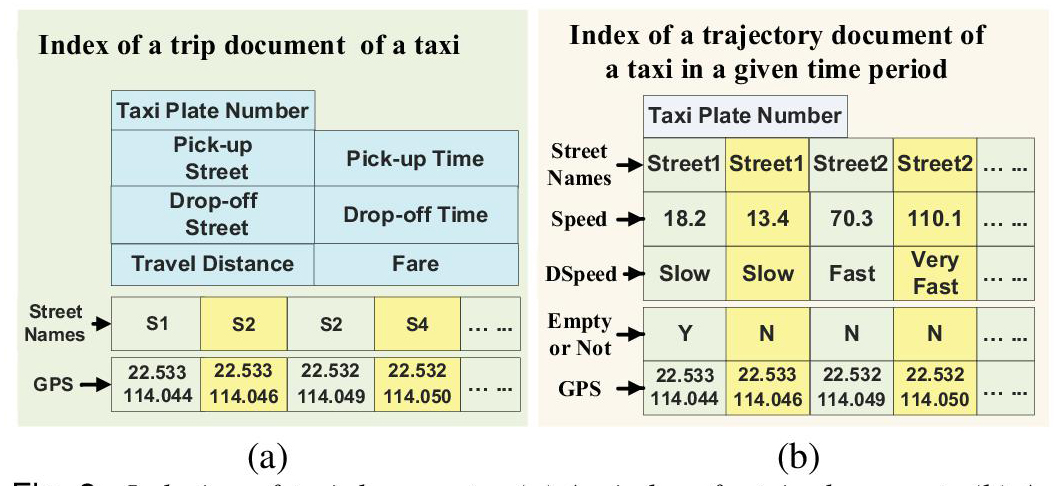 Index of a trip document of a taxi
Taxi Plate Number
Pick-up
Street
Pick-up Time
Drop-off
Street
Drop-off Time
Travel Distance
Fare
Street
Names
S1
S2
S2
S4
... ...
GPS
22.533
114.044
22.533
114.046
22.532
114.049
22.532
114.050
... ...
(a)
Index of a trajectory document of
a taxi in a given time period
Taxi Plate Number
Street
Names
Street1
Street1
Street2
Street2
... ...
Speed
18.2
13.4
70.3
110.1
... ...
DSpeed
Slow
Slow
Fast
Very
Fast
... ...
Empty
or Not
Y
N
N
N
... ...
GPS
22.533
114.044
22.533
114.046
22.532
114.049
22.532
114.050
... ...
(b)